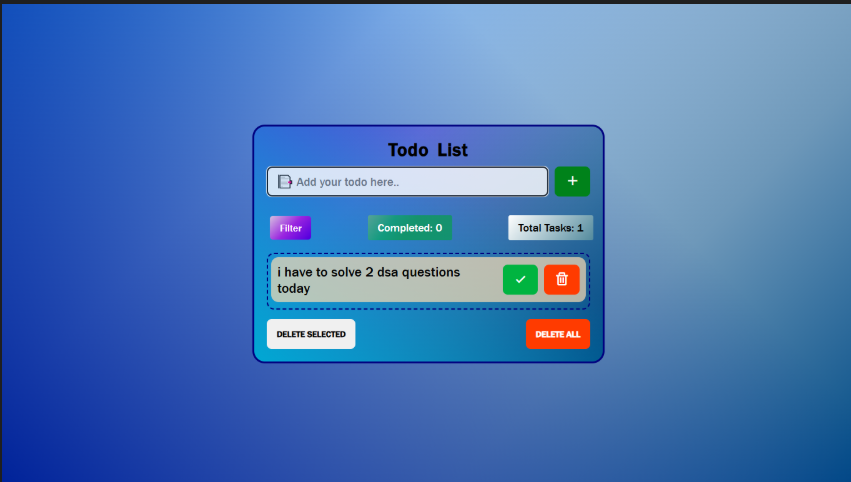 Todo List
Add your todo here..
+
Filter
Completed: 0
Total Tasks: 1
i have to solve 2 dsa questions
today
DELETE SELECTED
DELETE ALL